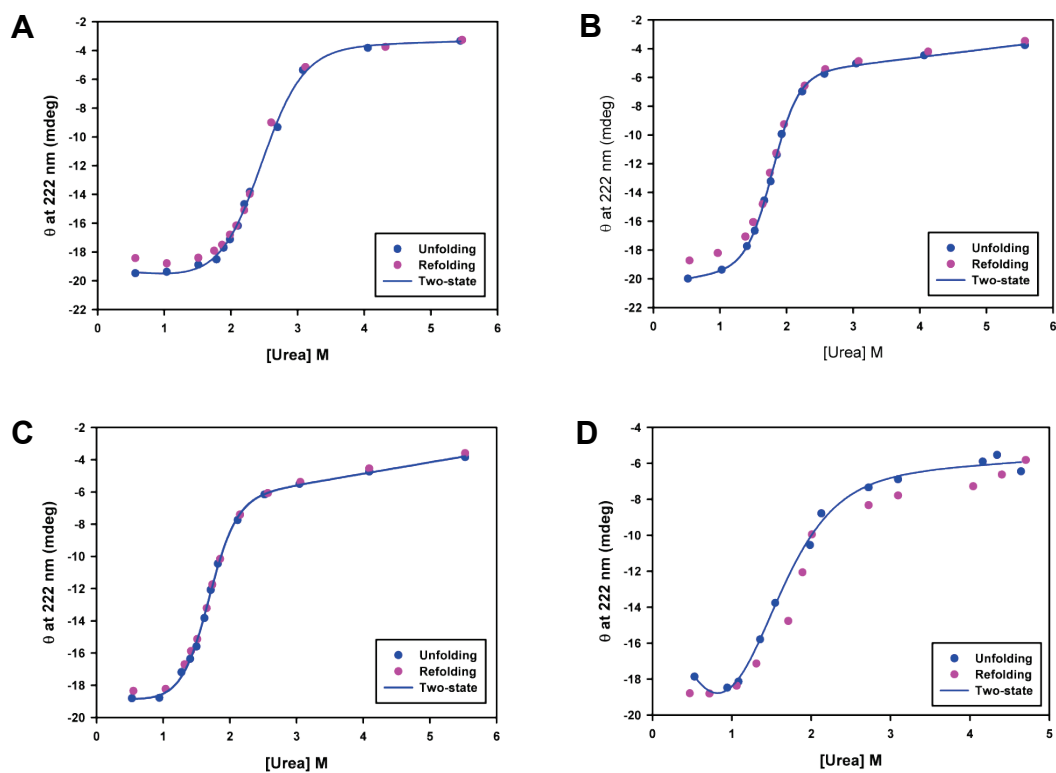 A
θ at 222 nm (mdeg)
-2
-4
-6
-8
-10
-12
-14
-16
-18
-20
-22
Unfolding
Refolding
Two-state
0 1 2 3 4 5 6
[Urea] M
B
θ at 222 nm (mdeg)
-2
-4
-6
-8
-10
-12
-14
-16
-18
-20
-22
Unfolding
Refolding
Two-state
0 1 2 3 4 5 6
[Urea] M
C
θ at 222 nm (mdeg)
-2
-4
-6
-8
-10
-12
-14
-16
-18
-20
Unfolding
Refolding
Two-state
0 1 2 3 4 5 6
[Urea] M
D
θ at 222 nm (mdeg)
-4
-6
-8
-10
-12
-14
-16
-18
-20
Unfolding
Refolding
Two-state
0 1 2 3 4 5
[Urea] M